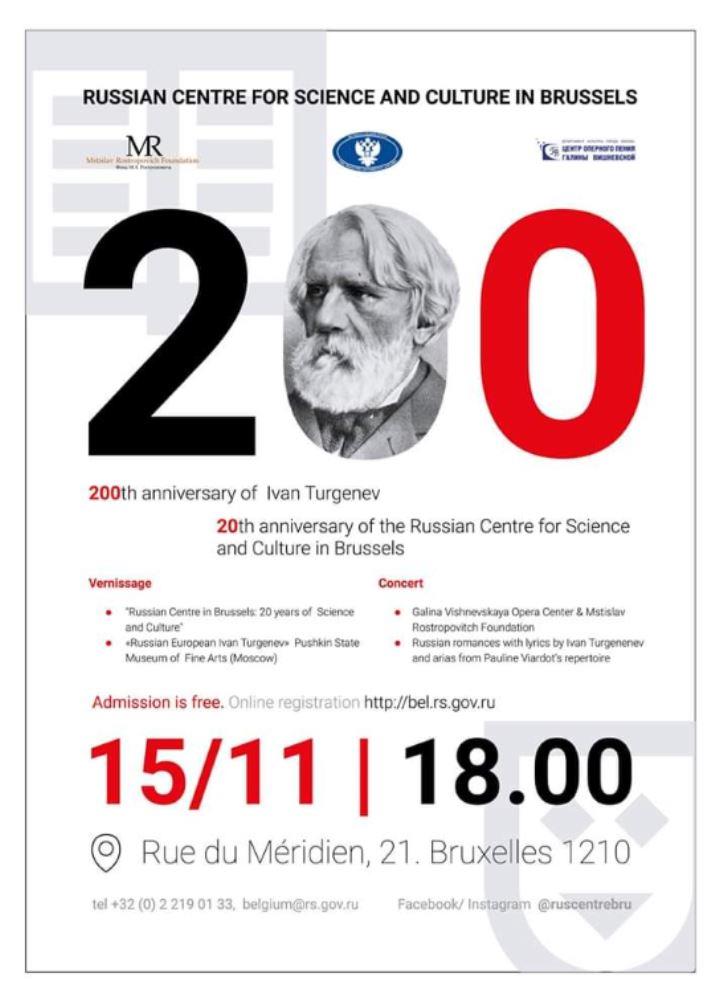 RUSSIAN CENTRE FOR SCIENCE AND CULTURE IN BRUSSELS
MR
Mstislav Rostropovich Foundation
ЦЕНТР ОПЕРНОГО ПЕНИЯ
ГАЛИНЫ ВИШНЕВСКОЙ
200
200th anniversary of Ivan Turgenev
20th anniversary of the Russian Centre for Science
and Culture in Brussels
Vernissage
• "Russian Centre in Brussels: 20 years of Science
and Culture"
• «Russian European Ivan Turgenev» Pushkin State
Museum of Fine Arts (Moscow)
Concert
• Galina Vishnevskaya Opera Center & Mstislav
Rostropovitch Foundation
• Russian romances with lyrics by Ivan Turgenenev
and arias from Pauline Viardot's repertoire
Admission is free. Online registration http://bel.rs.gov.ru
15/11 | 18.00
Rue du Méridien, 21. Bruxelles 1210
tel +32 (0) 2 219 01 33, belgium@rs.gov.ru Facebook/ Instagram @ruscentrebru